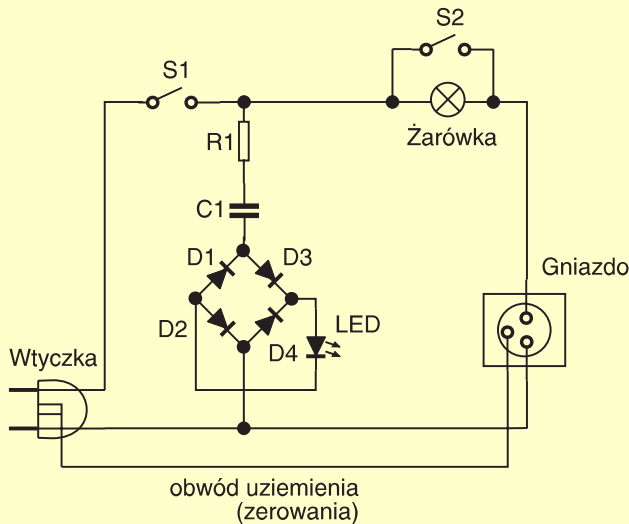 S2
S1
R1
Żarówka
C1
D1
D3
Gniazdo
D2
LED
D4
Wtyczka
obwód uziemienia
(zerowania)